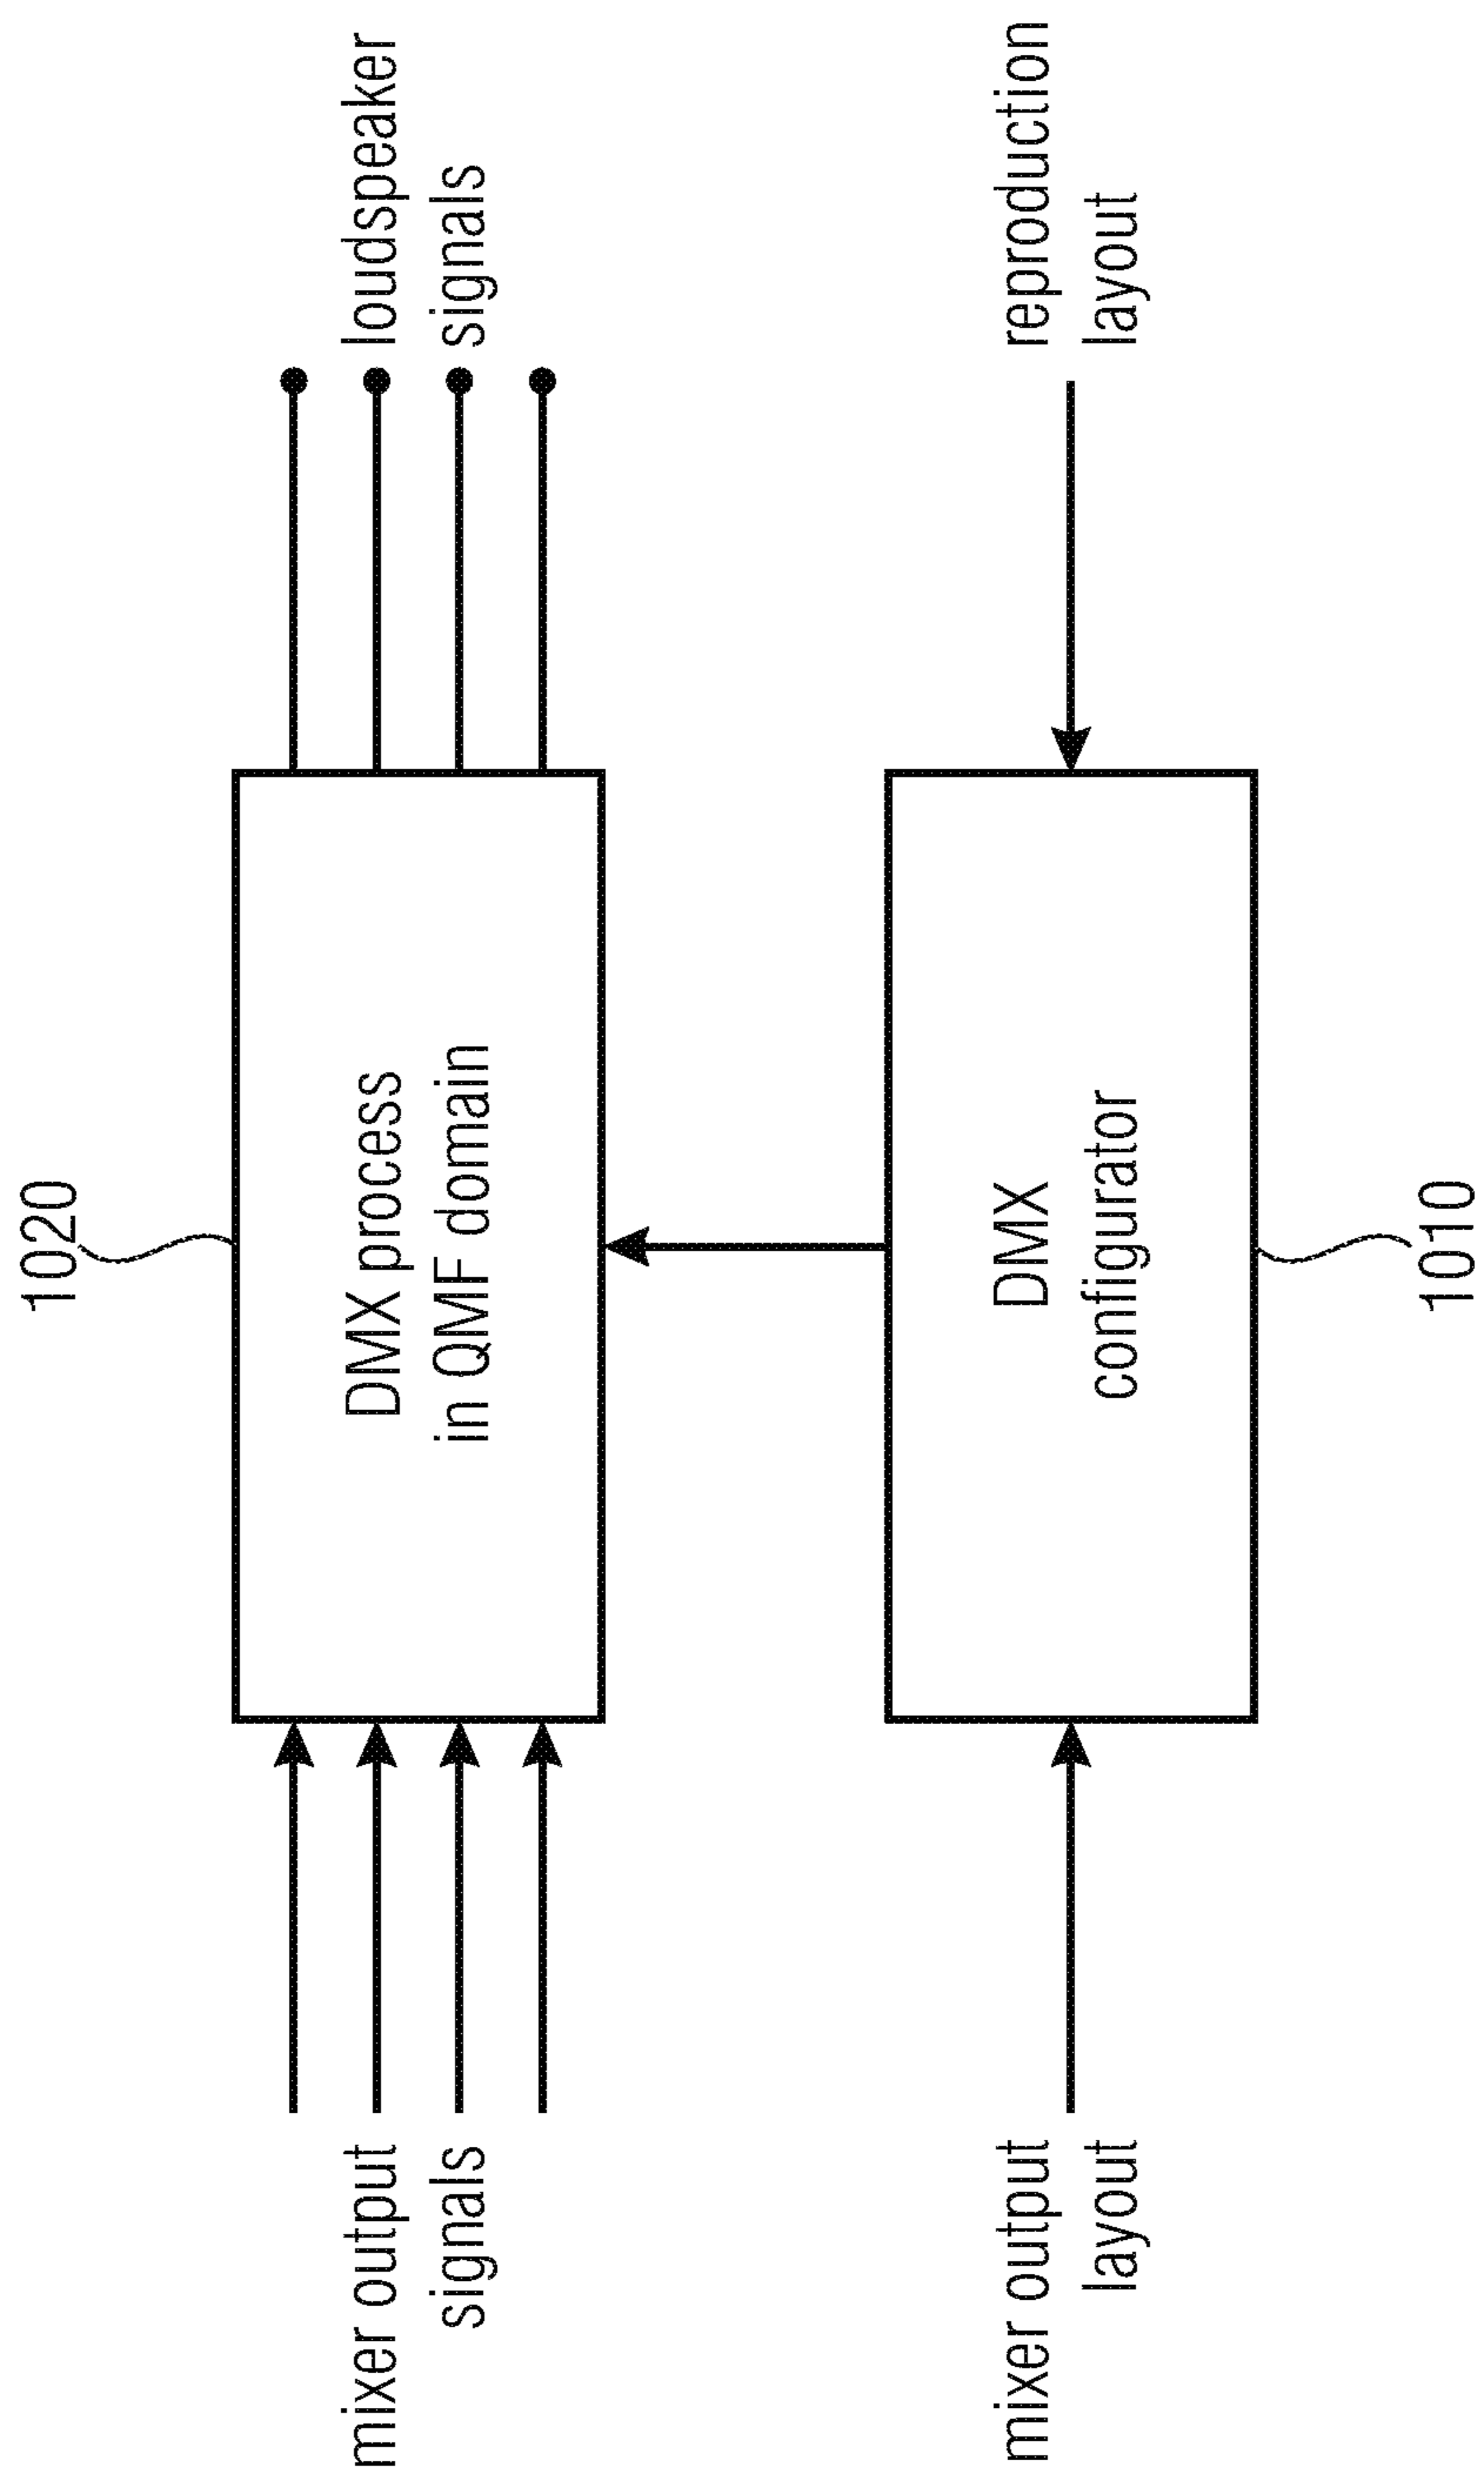 1020
mixer output
signals
DMX process
in QMF domain
loudspeaker
signals
mixer output
layout
DMX
configurator
reproduction
layout
1010